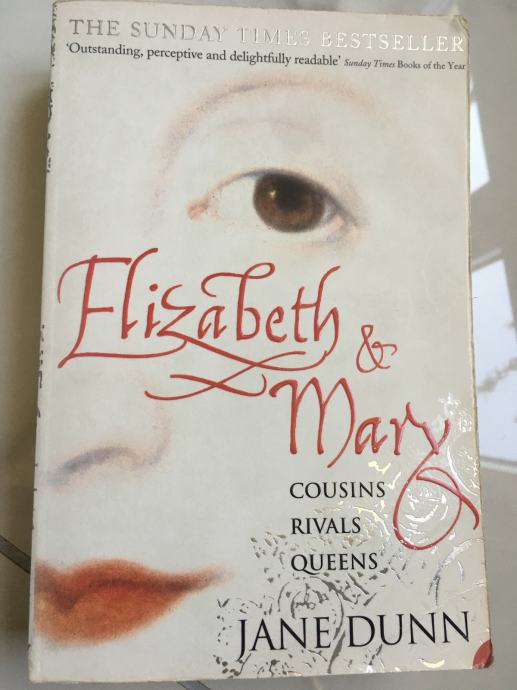 THE SUNDAY TIMES BESTSELLER
'Outstanding, perceptive and delightfully readable' Sunday Times Books of the Year
Elizabeth
&
Mary
COUSINS
RIVALS
QUEENS
JANE DUNN